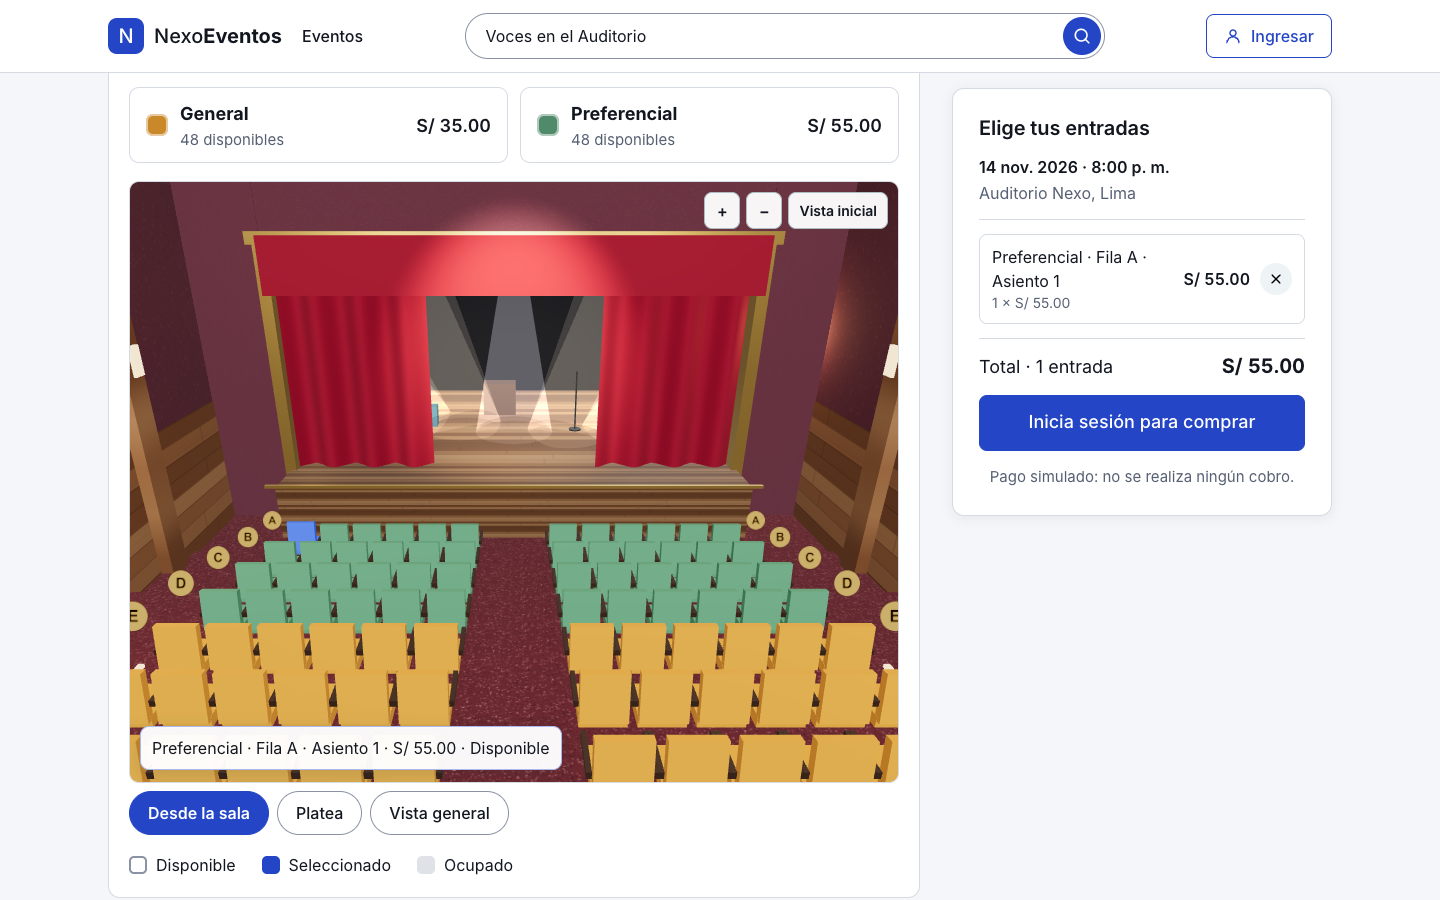 N NexoEventos Eventos Voces en el Auditorio Ingresar
General
48 disponibles
S/ 35.00
Preferencial
48 disponibles
S/ 55.00
+ − Vista inicial
A A
B B
C C
D D
E E
Preferencial · Fila A · Asiento 1 · S/ 55.00 · Disponible
Desde la sala Platea Vista general
Disponible Seleccionado Ocupado
Elige tus entradas
14 nov. 2026 · 8:00 p. m.
Auditorio Nexo, Lima
Preferencial · Fila A ·
Asiento 1
1 × S/ 55.00
S/ 55.00 ×
Total · 1 entrada S/ 55.00
Inicia sesión para comprar
Pago simulado: no se realiza ningún cobro.